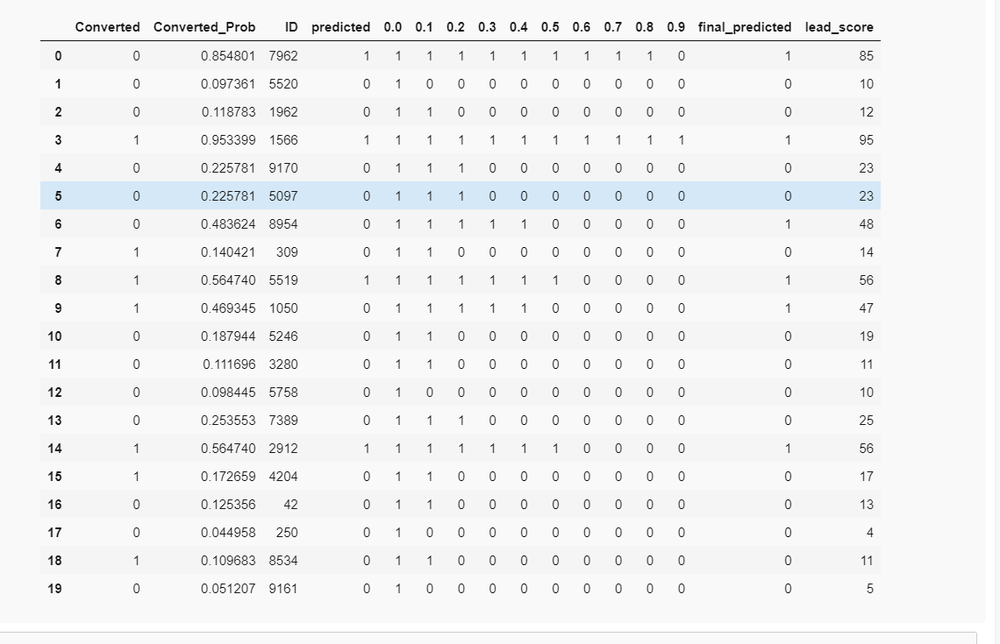 Converted Converted_Prob ID predicted 0.0 0.1 0.2 0.3 0.4 0.5 0.6 0.7 0.8 0.9 final_predicted lead_score
0 0 0.854801 7962 1 1 1 1 1 1 1 1 1 1 0 1 85
1 0 0.097361 5520 0 1 0 0 0 0 0 0 0 0 0 0 10
2 0 0.118783 1962 0 1 1 0 0 0 0 0 0 0 0 0 12
3 1 0.953399 1566 1 1 1 1 1 1 1 1 1 1 1 1 95
4 0 0.225781 9170 0 1 1 1 0 0 0 0 0 0 0 0 23
5 0 0.225781 5097 0 1 1 1 0 0 0 0 0 0 0 0 23
6 0 0.483624 8954 0 1 1 1 1 1 0 0 0 0 0 1 48
7 1 0.140421 309 0 1 1 0 0 0 0 0 0 0 0 0 14
8 1 0.564740 5519 1 1 1 1 1 1 1 0 0 0 0 1 56
9 1 0.469345 1050 0 1 1 1 1 1 0 0 0 0 0 1 47
10 0 0.187944 5246 0 1 1 0 0 0 0 0 0 0 0 0 19
11 0 0.111696 3280 0 1 1 0 0 0 0 0 0 0 0 0 11
12 0 0.098445 5758 0 1 0 0 0 0 0 0 0 0 0 0 10
13 0 0.253553 7389 0 1 1 1 0 0 0 0 0 0 0 0 25
14 1 0.564740 2912 1 1 1 1 1 1 1 0 0 0 0 1 56
15 1 0.172659 4204 0 1 1 0 0 0 0 0 0 0 0 0 17
16 0 0.125356 42 0 1 1 0 0 0 0 0 0 0 0 0 13
17 0 0.044958 250 0 1 0 0 0 0 0 0 0 0 0 0 4
18 1 0.109683 8534 0 1 1 0 0 0 0 0 0 0 0 0 11
19 0 0.051207 9161 0 1 0 0 0 0 0 0 0 0 0 0 5